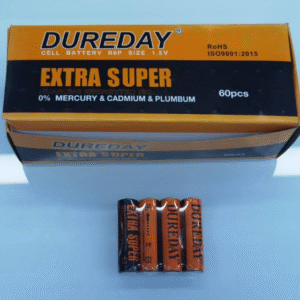 DUREDAY®
CELL BATTERY R6P SIZE 1.5V
RoHS
ISO9001:2015
EXTRA SUPER
0% MERCURY & CADMIUM & PLUMBUM
60pcs
DUREDAY
EXTRA SUPER
EXTRA SUPER
DUREDAY
DUREDAY